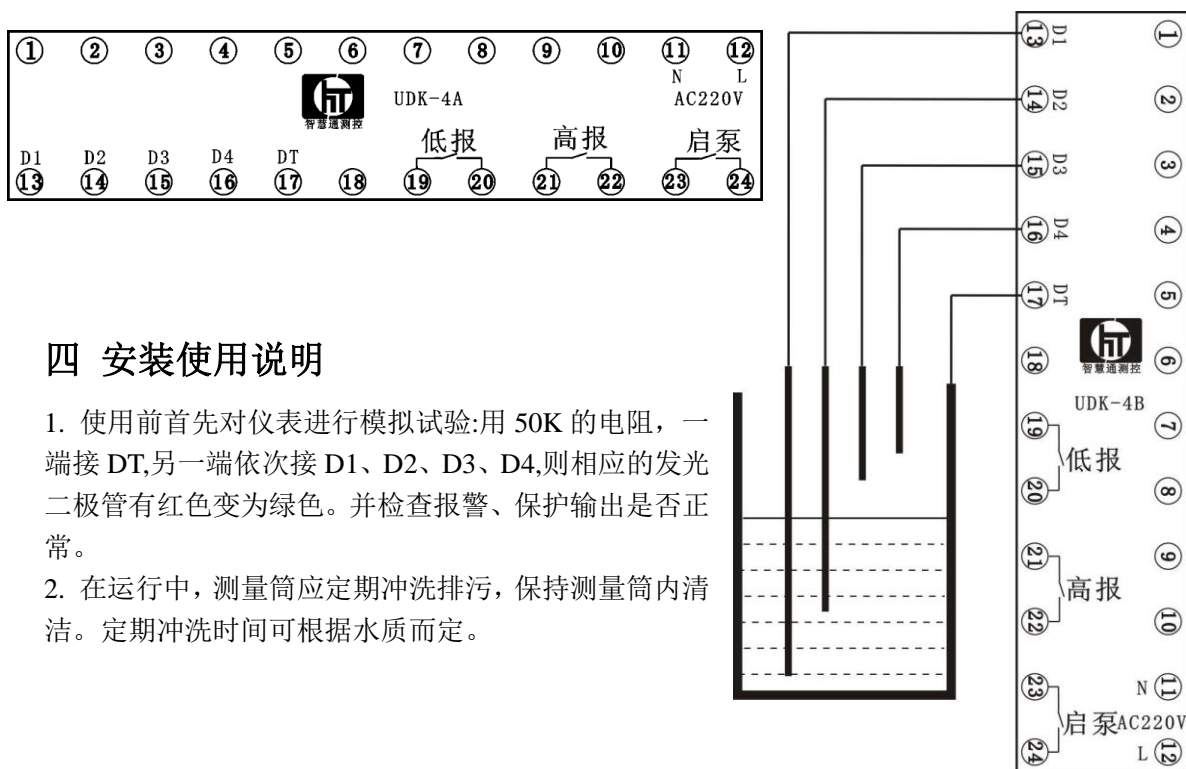 ① ② ③ ④ ⑤ ⑥ ⑦ ⑧ ⑨ ⑩ ⑪ ⑫
N L
UDK-4A AC220V
智慧通测控
低报 高报 启泵
D1 D2 D3 D4 DT
⑬ ⑭ ⑮ ⑯ ⑰ ⑱ ⑲ ⑳ ㉑ ㉒ ㉓ ㉔
四 安装使用说明
1. 使用前首先对仪表进行模拟试验:用 50K 的电阻，一
端接 DT,另一端依次接 D1、D2、D3、D4,则相应的发光
二极管有红色变为绿色。并检查报警、保护输出是否正
常。
2. 在运行中，测量筒应定期冲洗排污，保持测量筒内清
洁。定期冲洗时间可根据水质而定。
⑬ D1 ①
⑭ D2 ②
⑮ D3 ③
⑯ D4 ④
⑰ DT ⑤
⑱ 智慧通测控 ⑥
UDK-4B
⑲ ⑦
低报
⑳ ⑧
㉑ ⑨
高报
㉒ ⑩
㉓ N ⑪
启泵 AC220V
㉔ L ⑫